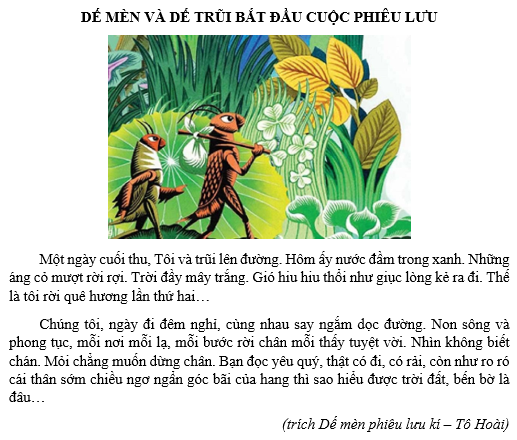 DẾ MÈN VÀ DẾ TRŨI BẮT ĐẦU CUỘC PHIÊU LƯU
Một ngày cuối thu, Tôi và trũi lên đường. Hôm ấy nước đầm trong xanh. Những
áng cỏ mượt rời rợi. Trời đầy mây trắng. Gió hiu hiu thổi như giục lòng kẻ ra đi. Thế
là tôi rời quê hương lần thứ hai…
Chúng tôi, ngày đi đêm nghỉ, cùng nhau say ngắm dọc đường. Non sông và
phong tục, mỗi nơi mỗi lạ, mỗi bước rời chân mỗi thấy tuyệt vời. Nhìn không biết
chán. Mỏi chẳng muốn dừng chân. Bạn đọc yêu quý, thật có đi, có rải, còn như ro ró
cái thân sớm chiều ngơ ngẩn góc bãi của hang thì sao hiểu được trời đất, bến bờ là
đâu…
(trích Dế mèn phiêu lưu kí – Tô Hoài)